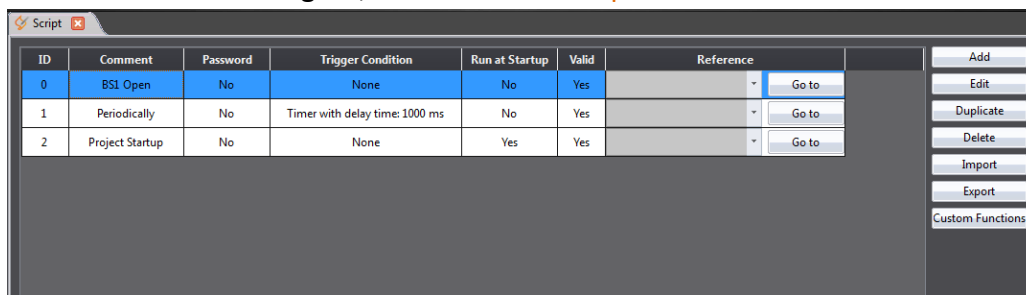 Script
ID Comment Password Trigger Condition Run at Startup Valid Reference
0 BS1 Open No None No Yes Go to
1 Periodically No Timer with delay time: 1000 ms No Yes Go to
2 Project Startup No None Yes Yes Go to
Add
Edit
Duplicate
Delete
Import
Export
Custom Functions